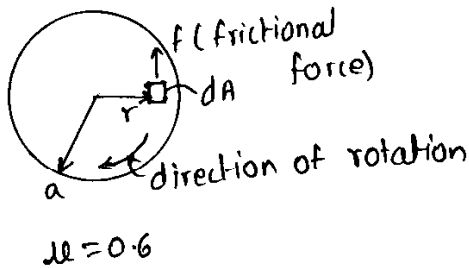 f (frictional
force)
dA
r
direction of rotation
a
μ = 0.6